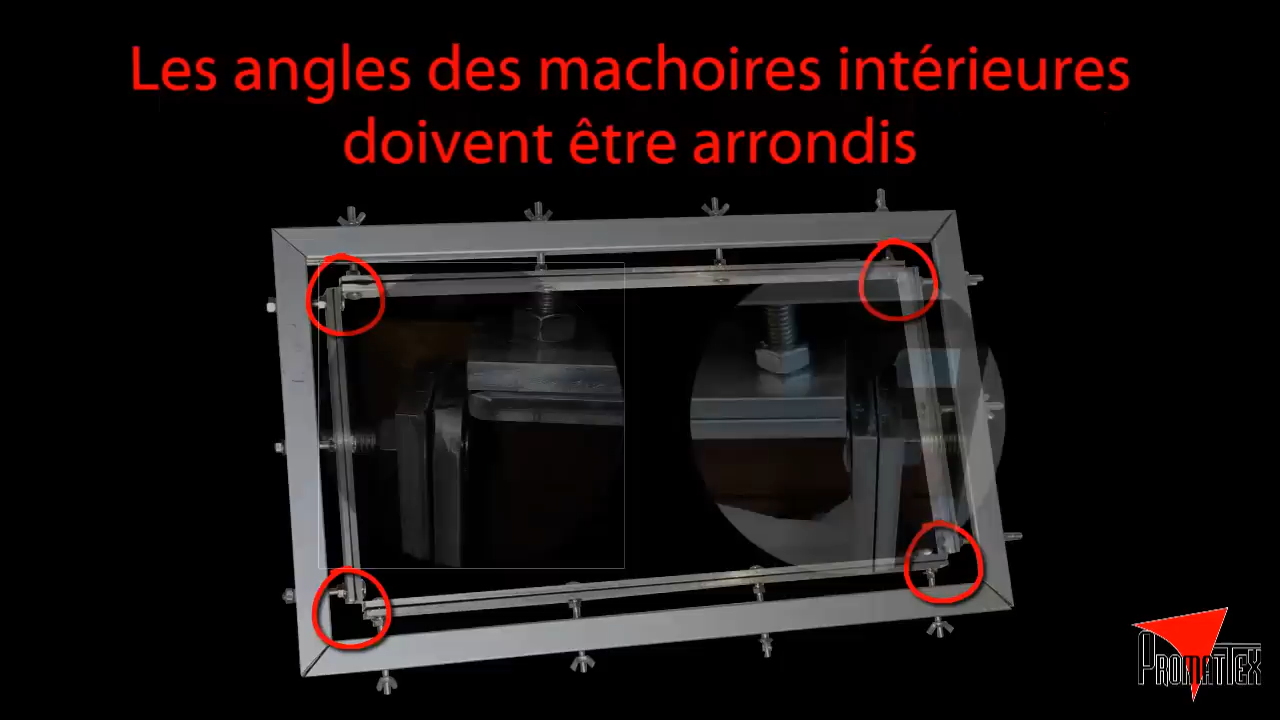 Les angles des machoires intérieures
doivent être arrondis
PROMATTEX